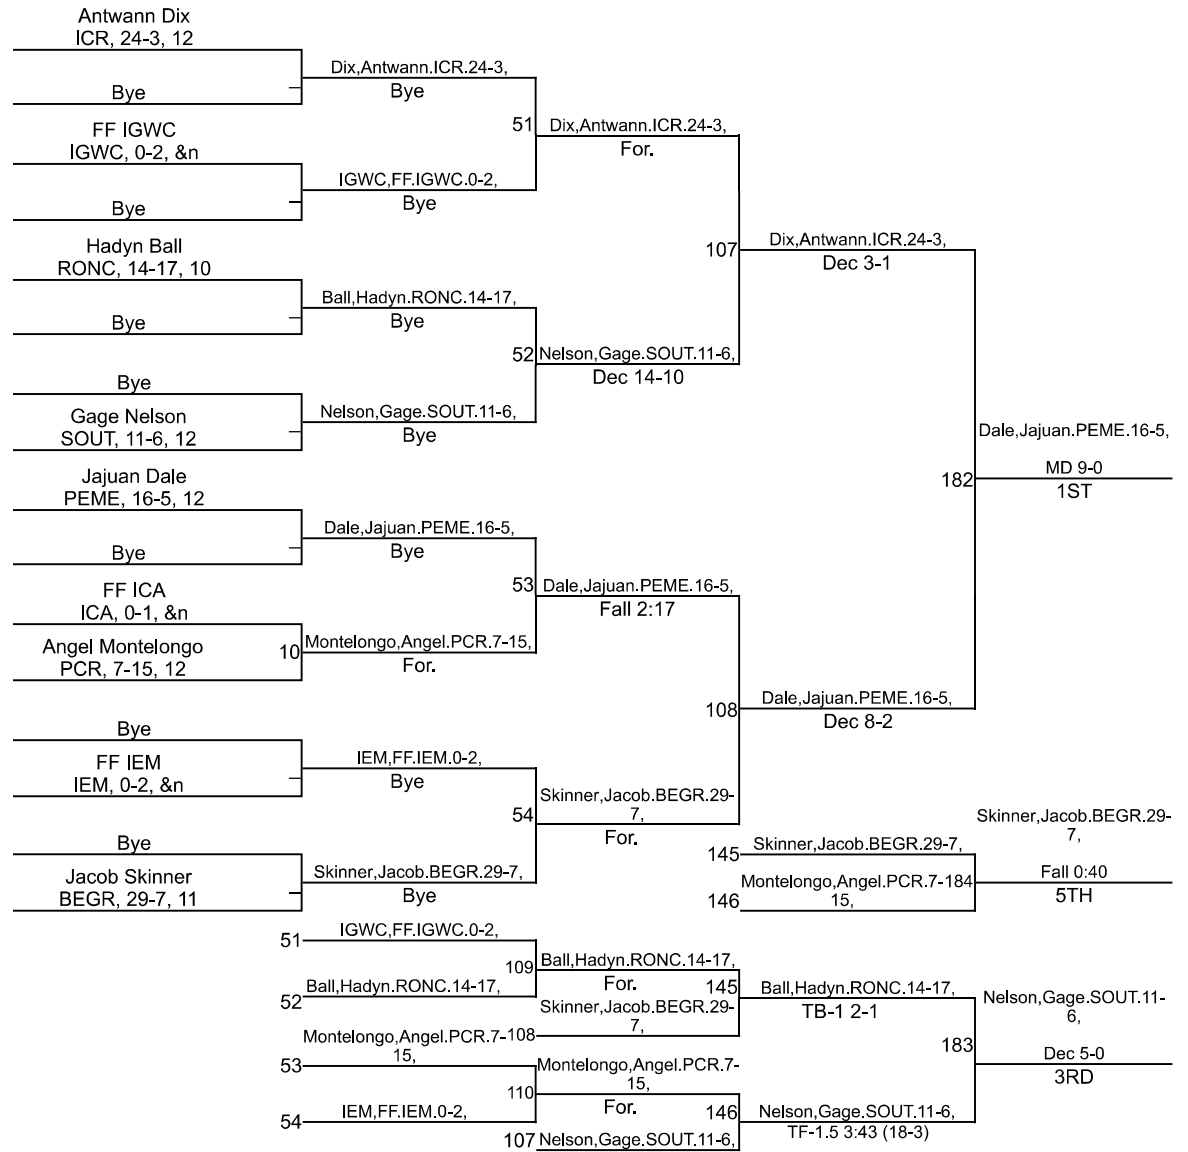 Antwann Dix
ICR, 24-3, 12
Bye
Dix,Antwann.ICR.24-3,
Bye
FF IGWC
IGWC, 0-2, &n
Bye
IGWC,FF.IGWC.0-2,
Bye
51
Dix,Antwann.ICR.24-3,
For.
Hadyn Ball
RONC, 14-17, 10
Bye
Ball,Hadyn.RONC.14-17,
Bye
Bye
Gage Nelson
SOUT, 11-6, 12
Nelson,Gage.SOUT.11-6,
Bye
52
Nelson,Gage.SOUT.11-6,
Dec 14-10
107
Dix,Antwann.ICR.24-3,
Dec 3-1
Jajuan Dale
PEME, 16-5, 12
Bye
Dale,Jajuan.PEME.16-5,
Bye
FF ICA
ICA, 0-1, &n
Angel Montelongo
PCR, 7-15, 12
10
Montelongo,Angel.PCR.7-15,
For.
53
Dale,Jajuan.PEME.16-5,
Fall 2:17
Bye
FF IEM
IEM, 0-2, &n
IEM,FF.IEM.0-2,
Bye
Bye
Jacob Skinner
BEGR, 29-7, 11
Skinner,Jacob.BEGR.29-7,
Bye
54
Skinner,Jacob.BEGR.29-
7,
For.
108
Dale,Jajuan.PEME.16-5,
Dec 8-2
182
Dale,Jajuan.PEME.16-5,
MD 9-0
1ST
145
Skinner,Jacob.BEGR.29-7,
146
Montelongo,Angel.PCR.7-
15,
184
Skinner,Jacob.BEGR.29-
7,
Fall 0:40
5TH
51
IGWC,FF.IGWC.0-2,
52
Ball,Hadyn.RONC.14-17,
109
Ball,Hadyn.RONC.14-17,
For.
108
Skinner,Jacob.BEGR.29-
7,
145
Ball,Hadyn.RONC.14-17,
TB-1 2-1
53
Montelongo,Angel.PCR.7-
15,
54
IEM,FF.IEM.0-2,
110
Montelongo,Angel.PCR.7-
15,
For.
107
Nelson,Gage.SOUT.11-6,
146
Nelson,Gage.SOUT.11-6,
TF-1.5 3:43 (18-3)
183
Nelson,Gage.SOUT.11-
6,
Dec 5-0
3RD